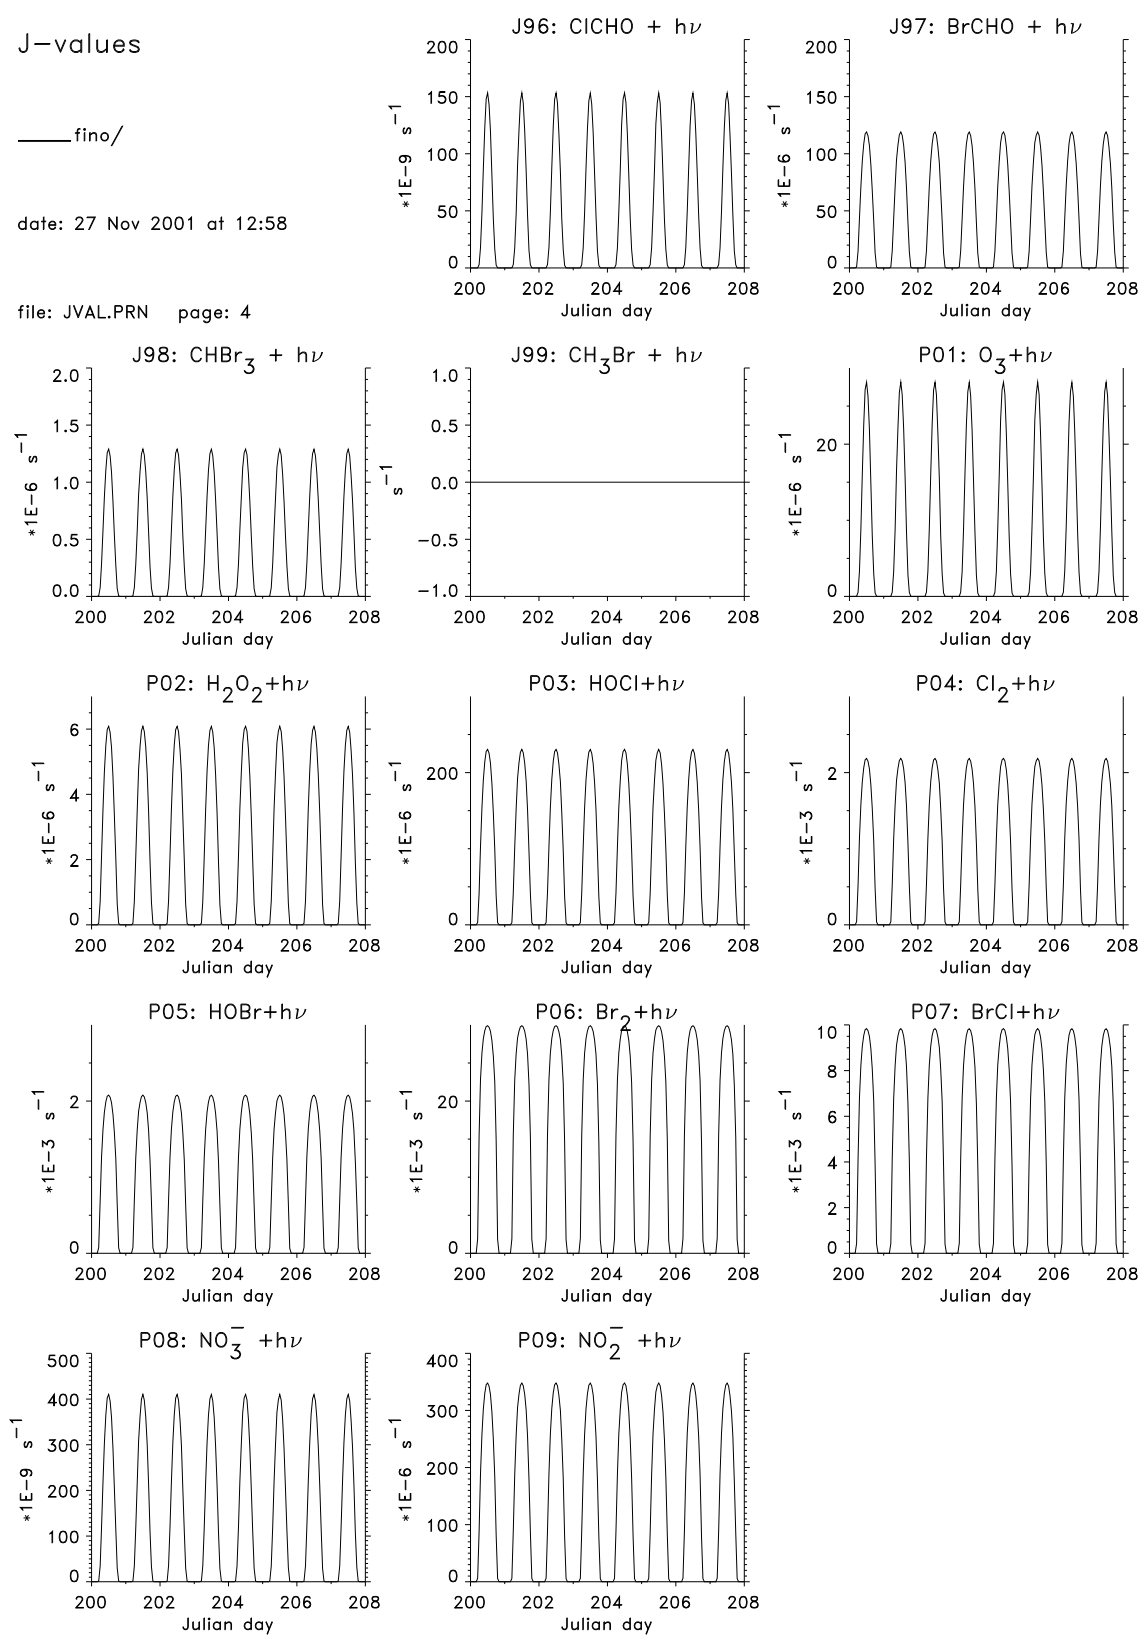 J−values
fino/
date: 27 Nov 2001 at 12:58
file: JVAL.PRN page: 4
J96: ClCHO + hν
*1E−9 s⁻¹
200
150
100
50
0
200 202 204 206 208
Julian day
J97: BrCHO + hν
*1E−6 s⁻¹
200
150
100
50
0
200 202 204 206 208
Julian day
J98: CHBr₃ + hν
*1E−6 s⁻¹
2.0
1.5
1.0
0.5
0.0
200 202 204 206 208
Julian day
J99: CH₃Br + hν
s⁻¹
1.0
0.5
0.0
−0.5
−1.0
200 202 204 206 208
Julian day
P01: O₃+hν
*1E−6 s⁻¹
20
0
200 202 204 206 208
Julian day
P02: H₂O₂+hν
*1E−6 s⁻¹
6
4
2
0
200 202 204 206 208
Julian day
P03: HOCl+hν
*1E−6 s⁻¹
200
0
200 202 204 206 208
Julian day
P04: Cl₂+hν
*1E−3 s⁻¹
2
0
200 202 204 206 208
Julian day
P05: HOBr+hν
*1E−3 s⁻¹
2
0
200 202 204 206 208
Julian day
P06: Br₂+hν
*1E−3 s⁻¹
20
0
200 202 204 206 208
Julian day
P07: BrCl+hν
*1E−3 s⁻¹
10
8
6
4
2
0
200 202 204 206 208
Julian day
P08: NO₃⁻ +hν
*1E−9 s⁻¹
500
400
300
200
100
0
200 202 204 206 208
Julian day
P09: NO₂⁻ +hν
*1E−6 s⁻¹
400
300
200
100
0
200 202 204 206 208
Julian day